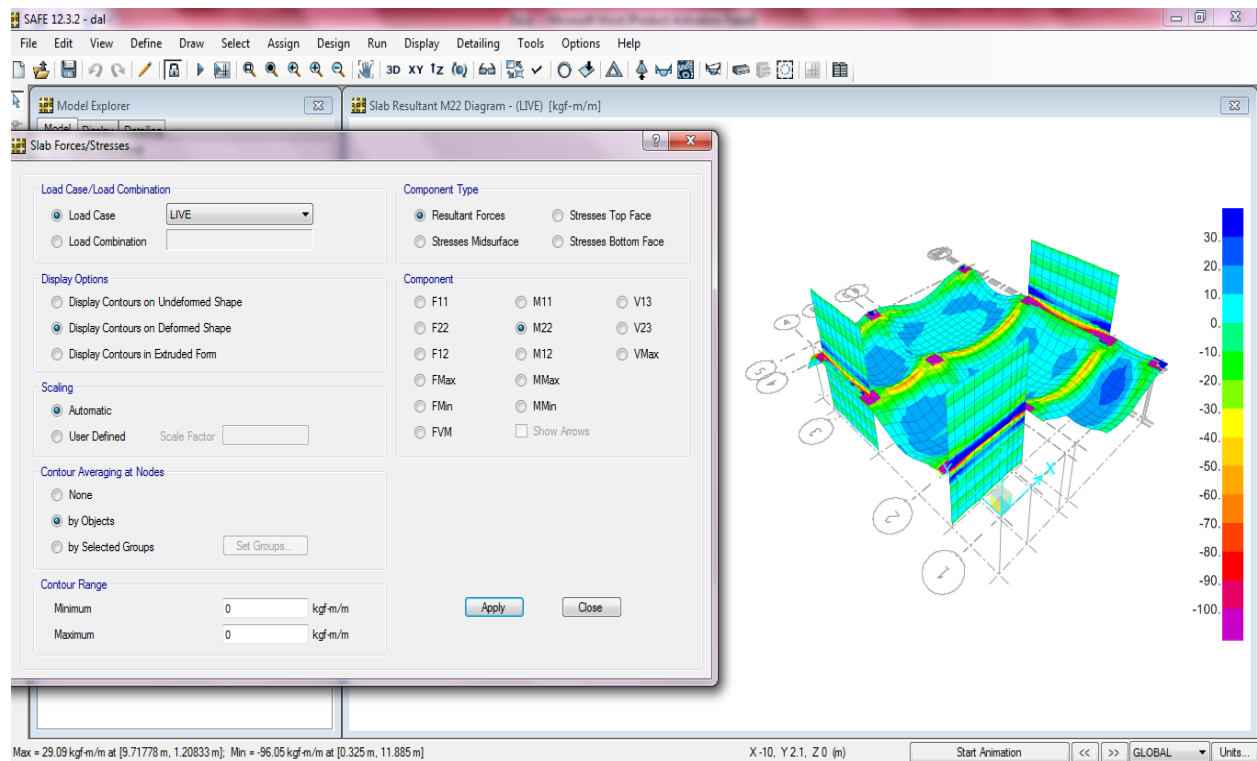 SAFE 12.3.2 - dal
File Edit View Define Draw Select Assign Design Run Display Detailing Tools Options Help
3D XY
Model Explorer
Slab Resultant M22 Diagram - (LIVE) [kgf-m/m]
Model Display Detailing
Slab Forces/Stresses
Load Case/Load Combination
Load Case LIVE
Load Combination
Display Options
Display Contours on Undeformed Shape
Display Contours on Deformed Shape
Display Contours in Extruded Form
Scaling
Automatic
User Defined Scale Factor
Contour Averaging at Nodes
None
by Objects
by Selected Groups Set Groups...
Contour Range
Minimum 0 kgf-m/m
Maximum 0 kgf-m/m
Component Type
Resultant Forces Stresses Top Face
Stresses Midsurface Stresses Bottom Face
Component
F11 M11 V13
F22 M22 V23
F12 M12 VMax
FMax MMax
FMin MMin
FVM Show Arrows
Apply Close
30.
20.
10.
0.
-10.
-20.
-30.
-40.
-50.
-60.
-70.
-80.
-90.
-100.
3
2
1
X
Max = 29.09 kgf-m/m at [9.71778 m, 1.20833 m]; Min = -96.05 kgf-m/m at [0.325 m, 11.885 m]
X -10, Y 2.1, Z 0 (m)
Start Animation << >> GLOBAL Units...